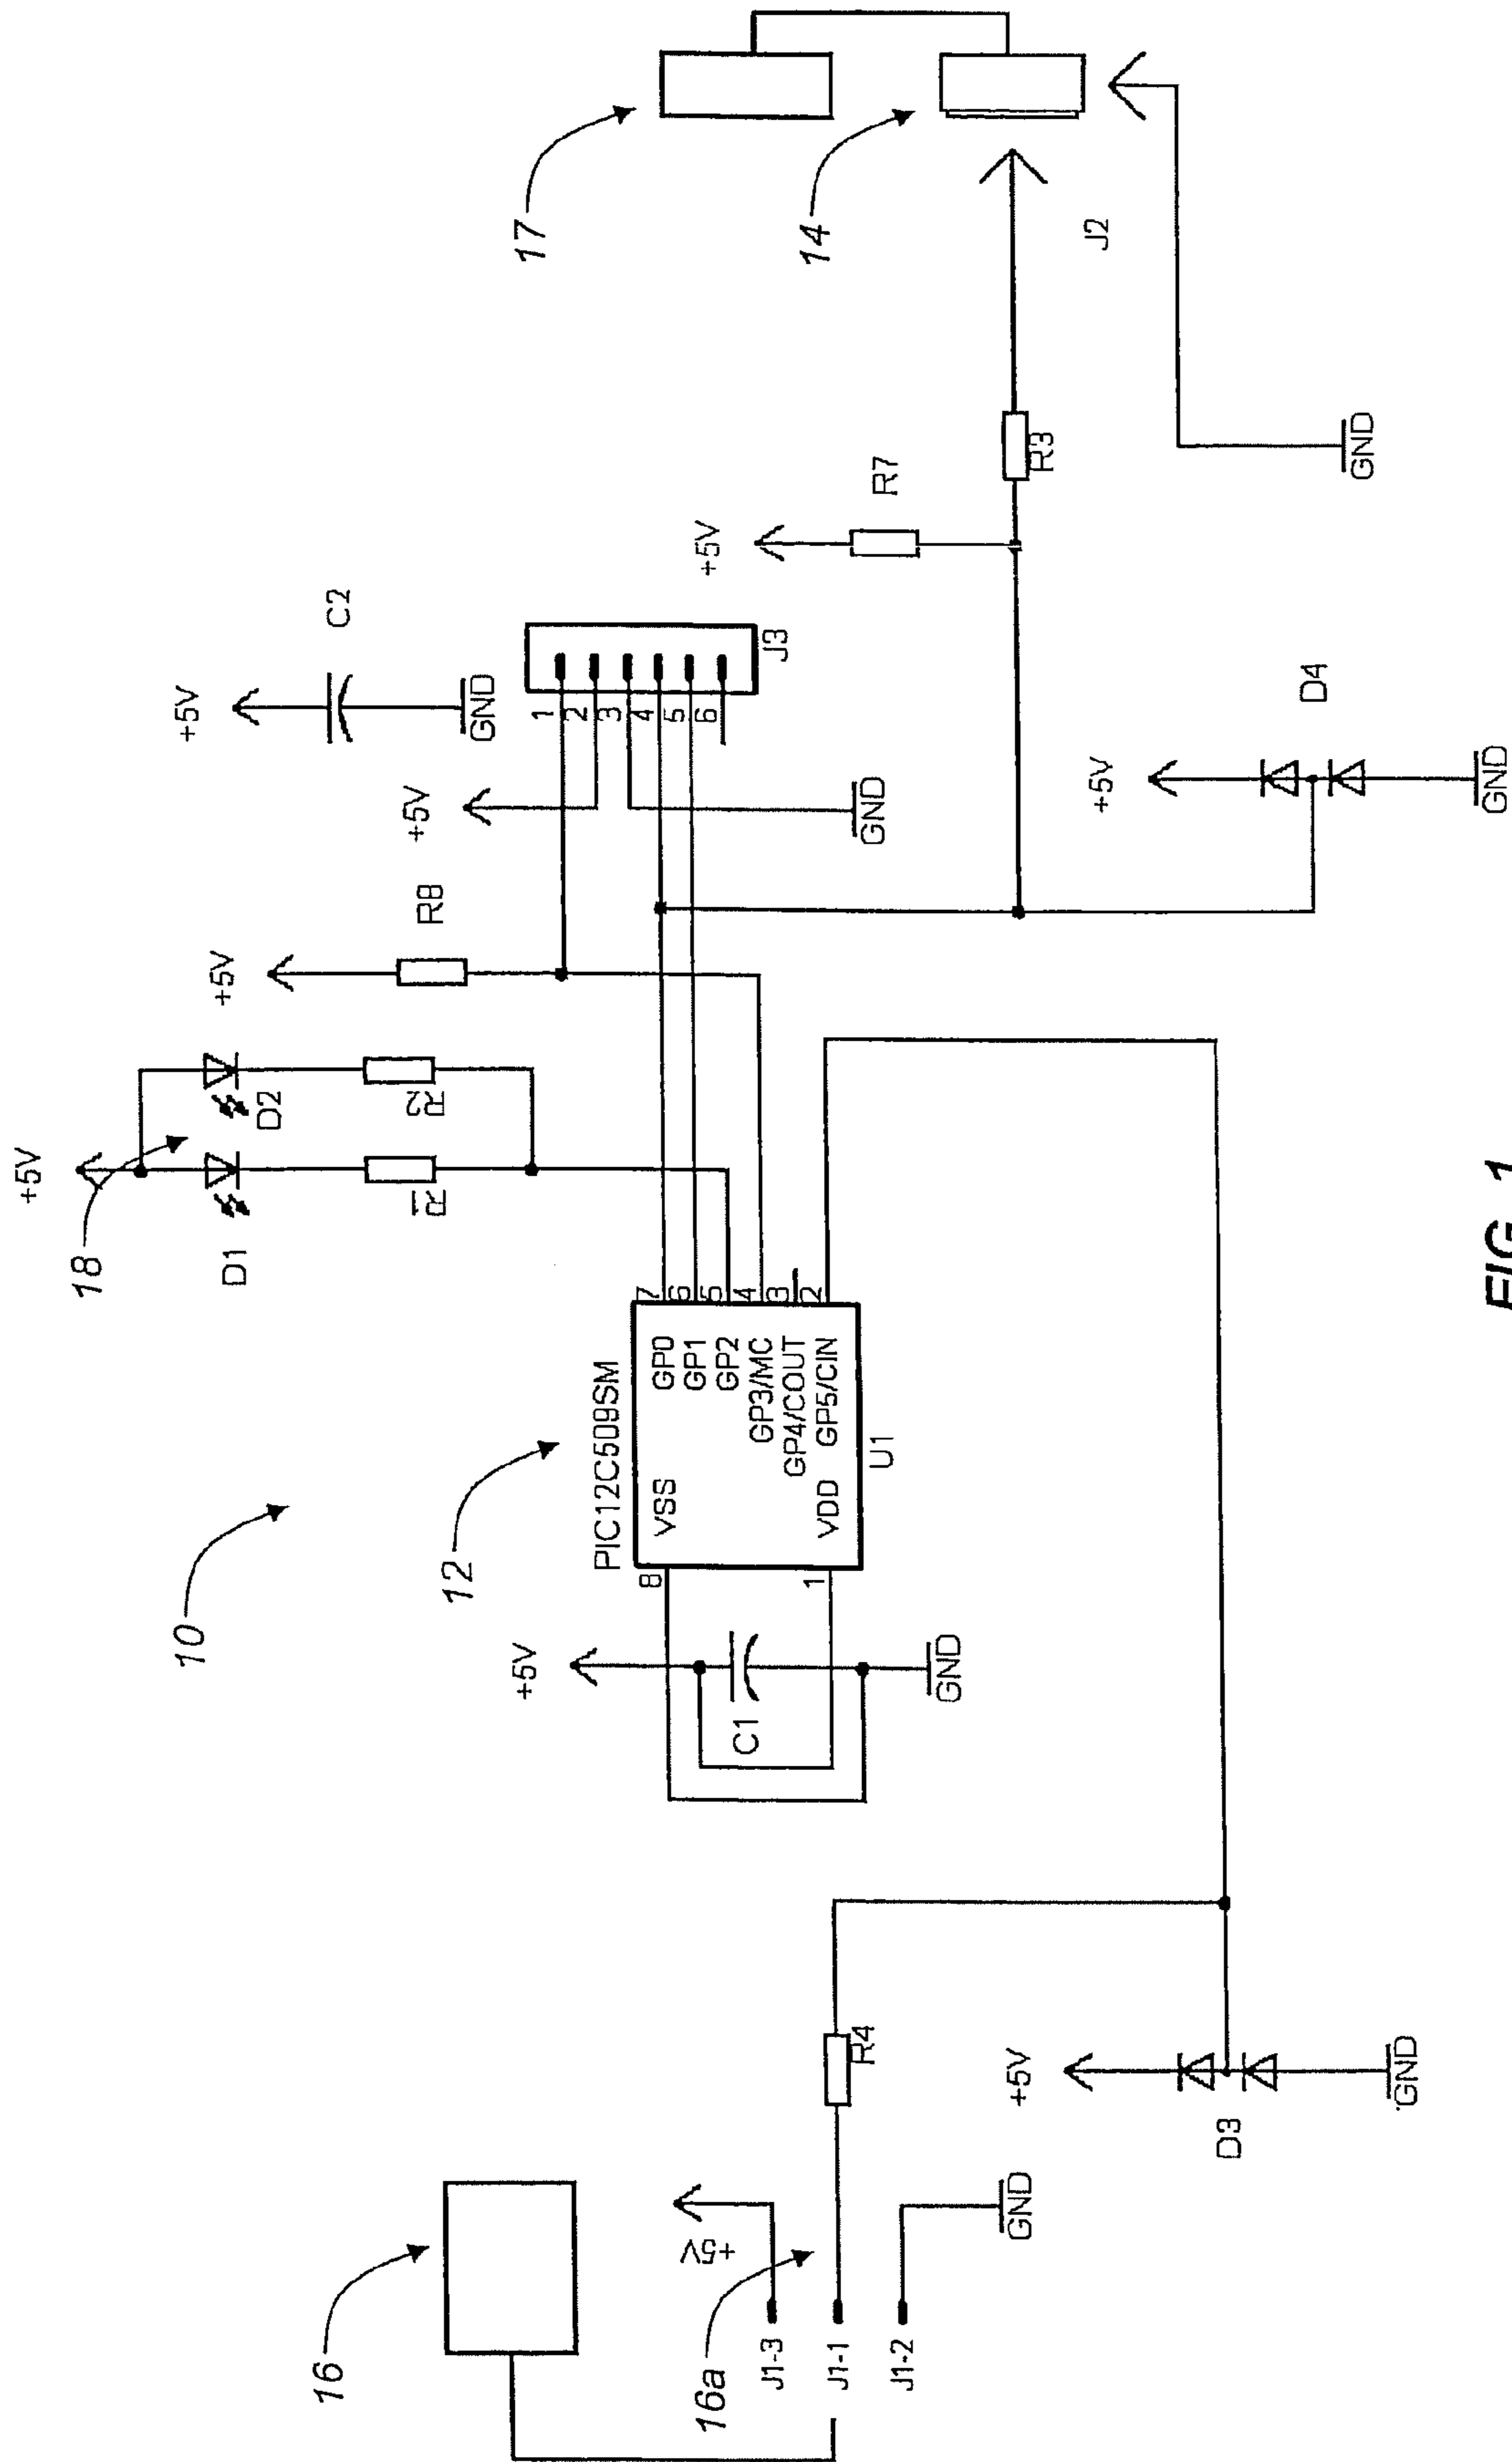 +5V
18
D1
D2
R1
R2
+5V
R8
+5V
C2
GND
+5V
1
2
3
4
5
6
J3
GND
17
14
J2
+5V
R7
R3
GND
+5V
D4
GND
10
12
PIC12C509SM
VSS
VDD
GP0
GP1
GP2
GP3/MC
GP4/COUT
GP5/CIN
7
6
5
4
3
2
8
1
U1
+5V
C1
GND
16
16a
+5V
J1-3
J1-1
J1-2
GND
R4
+5V
D3
GND
FIG. 1